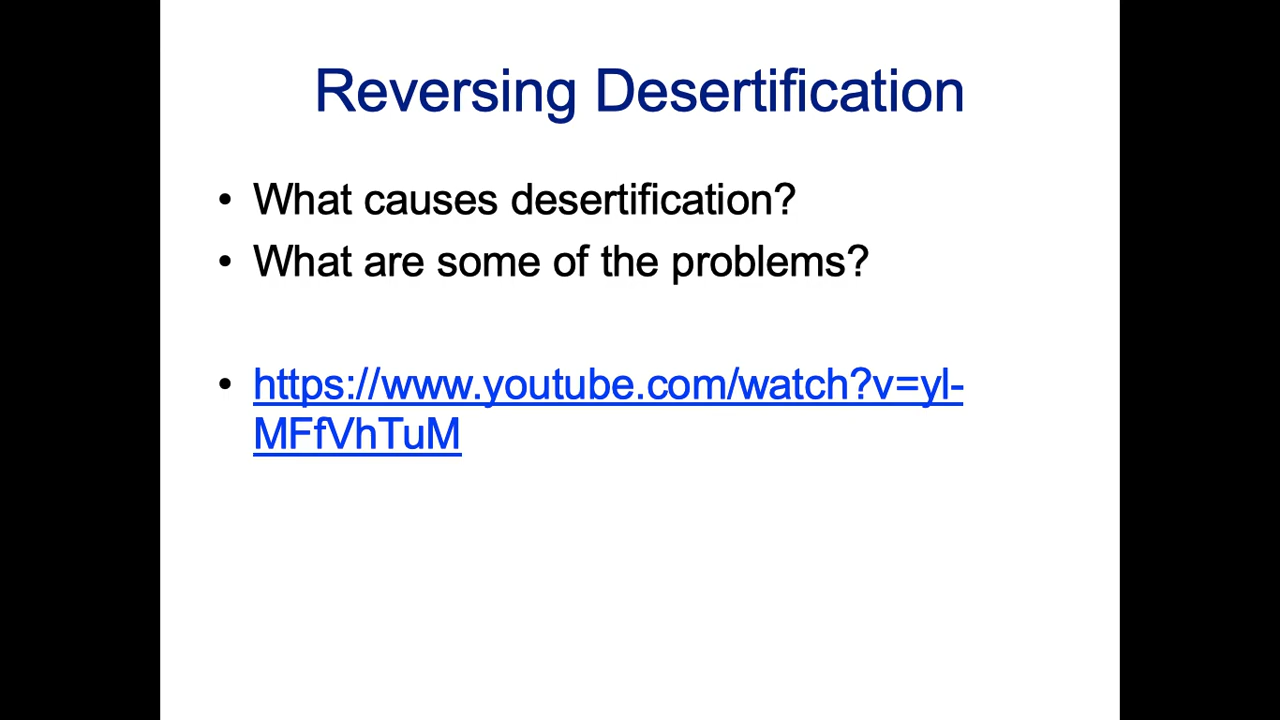 Reversing Desertification
• What causes desertification?
• What are some of the problems?
• https://www.youtube.com/watch?v=yl-
MFfVhTuM